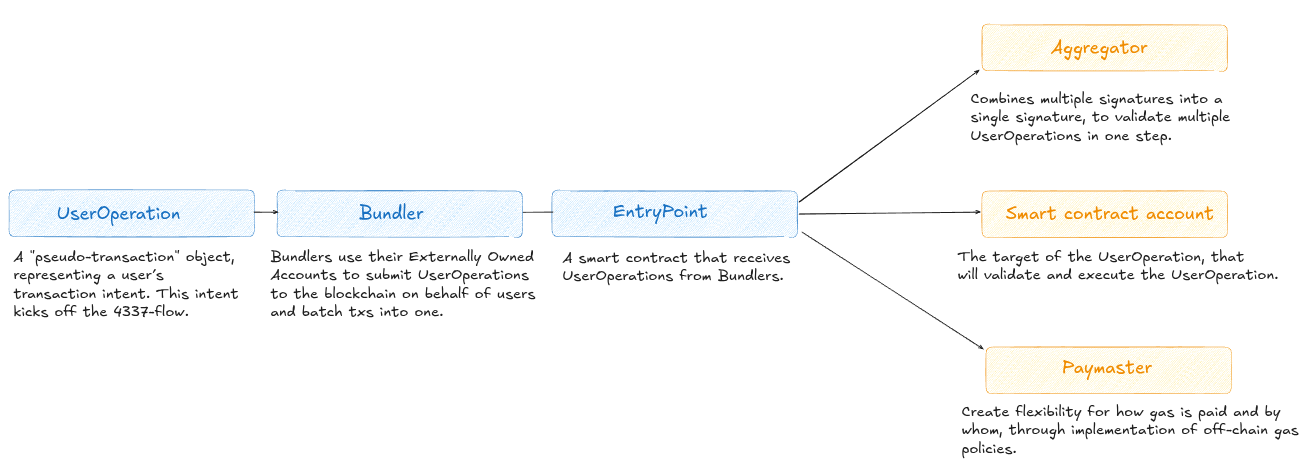 UserOperation
A "pseudo-transaction" object,
representing a user's
transaction intent. This intent
kicks off the 4337-flow.
Bundler
Bundlers use their Externally Owned
Accounts to submit UserOperations
to the blockchain on behalf of users
and batch txs into one.
EntryPoint
A smart contract that receives
UserOperations from Bundlers.
Aggregator
Combines multiple signatures into a
single signature, to validate multiple
UserOperations in one step.
Smart contract account
The target of the UserOperation, that
will validate and execute the UserOperation.
Paymaster
Create flexibility for how gas is paid and by
whom, through implementation of off-chain gas
policies.